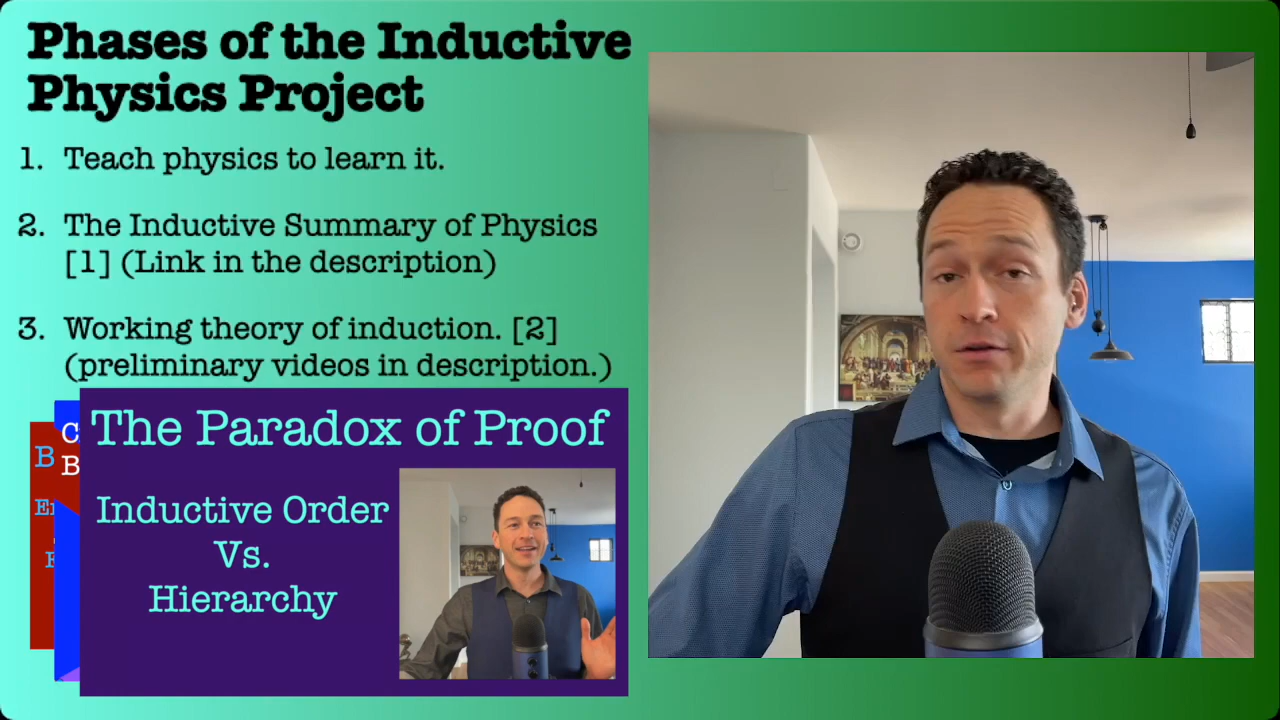 Phases of the Inductive
Physics Project
1. Teach physics to learn it.
2. The Inductive Summary of Physics
[1] (Link in the description)
3. Working theory of induction. [2]
(preliminary videos in description.)
The Paradox of Proof
Inductive Order
Vs.
Hierarchy
C
B
B